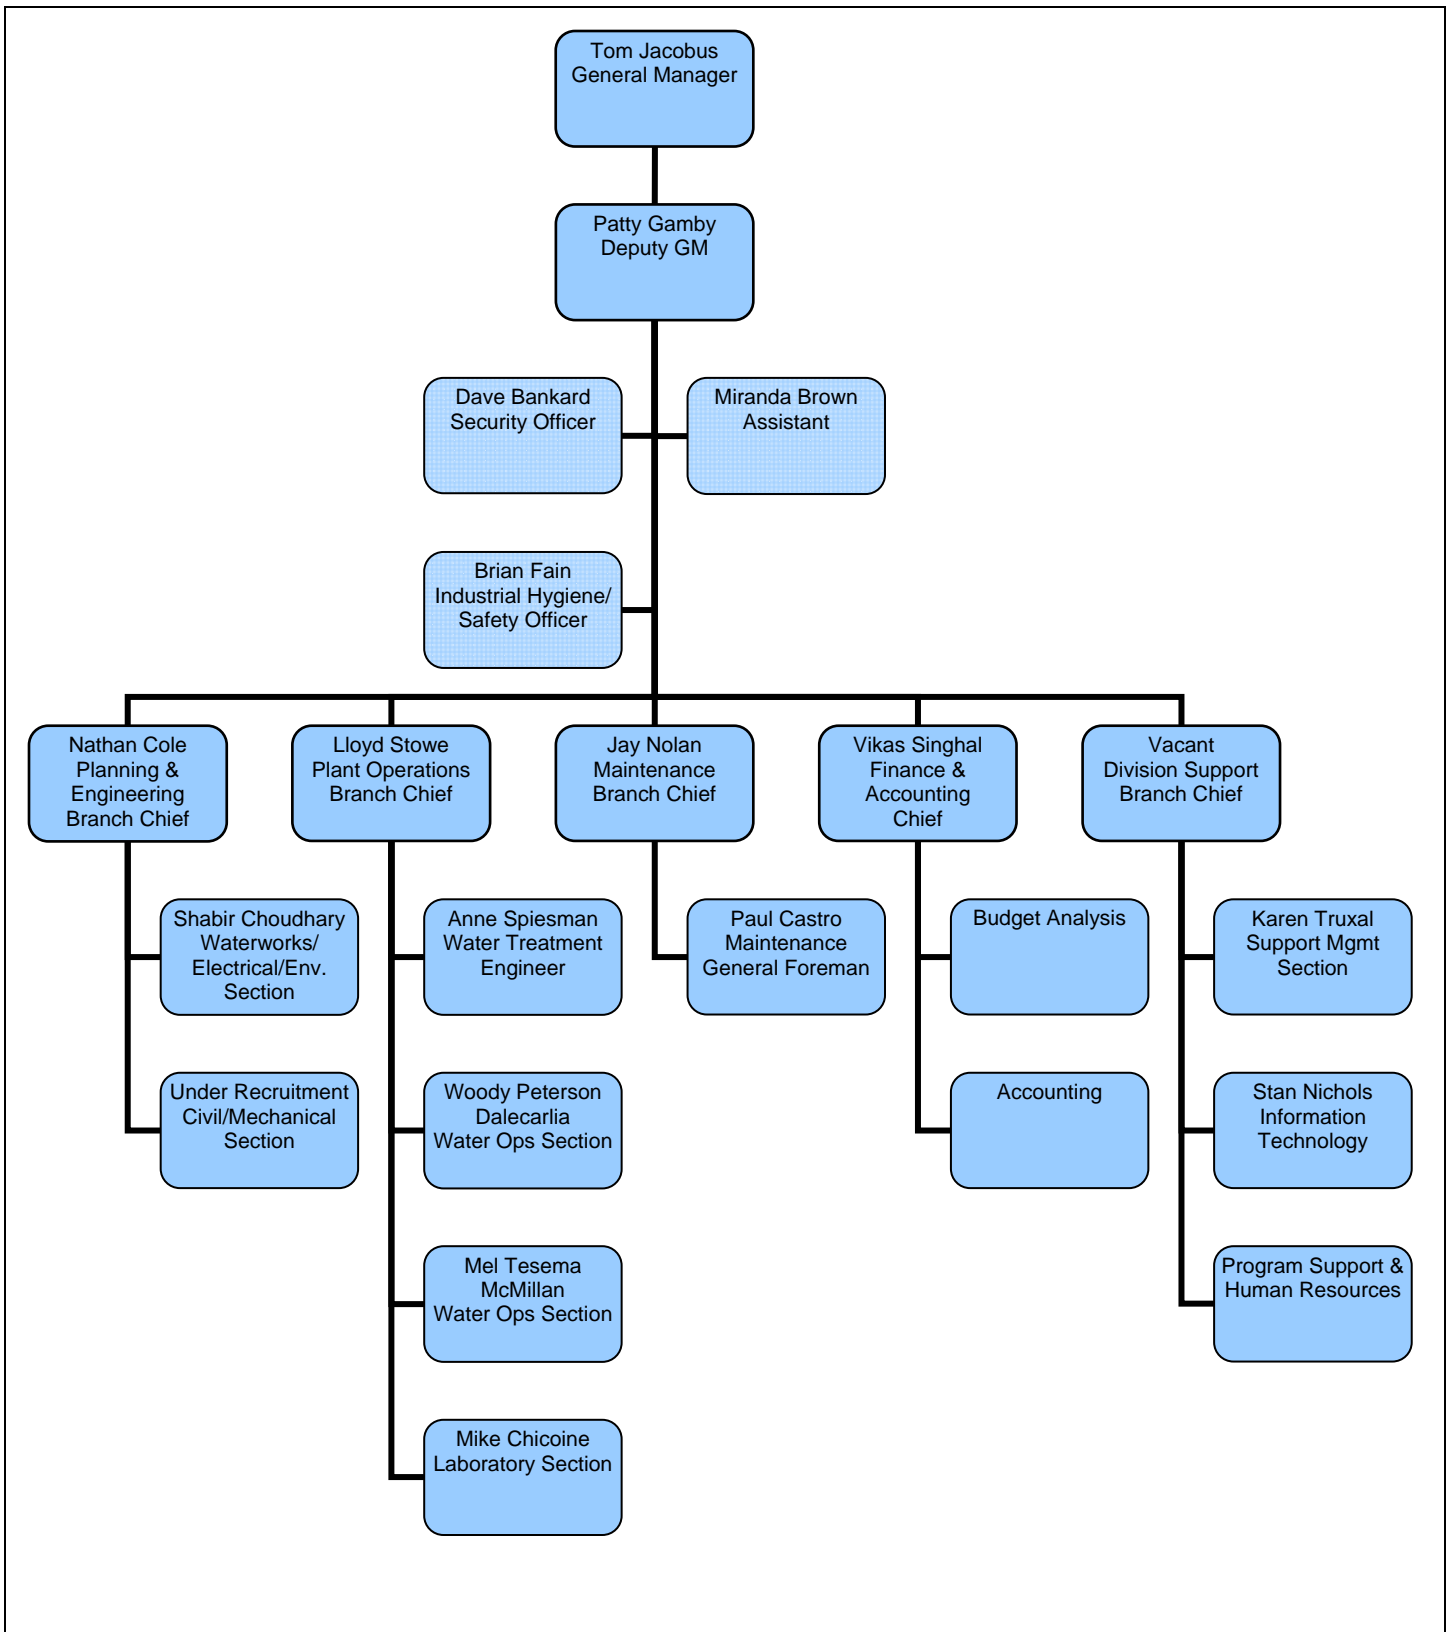 Tom Jacobus
General Manager
Patty Gamby
Deputy GM
Dave Bankard
Security Officer
Miranda Brown
Assistant
Brian Fain
Industrial Hygiene/
Safety Officer
Nathan Cole
Planning &
Engineering
Branch Chief
Lloyd Stowe
Plant Operations
Branch Chief
Jay Nolan
Maintenance
Branch Chief
Vikas Singhal
Finance &
Accounting
Chief
Vacant
Division Support
Branch Chief
Shabir Choudhary
Waterworks/
Electrical/Env.
Section
Anne Spiesman
Water Treatment
Engineer
Paul Castro
Maintenance
General Foreman
Budget Analysis
Karen Truxal
Support Mgmt
Section
Under Recruitment
Civil/Mechanical
Section
Woody Peterson
Dalecarlia
Water Ops Section
Accounting
Stan Nichols
Information
Technology
Mel Tesema
McMillan
Water Ops Section
Program Support &
Human Resources
Mike Chicoine
Laboratory Section